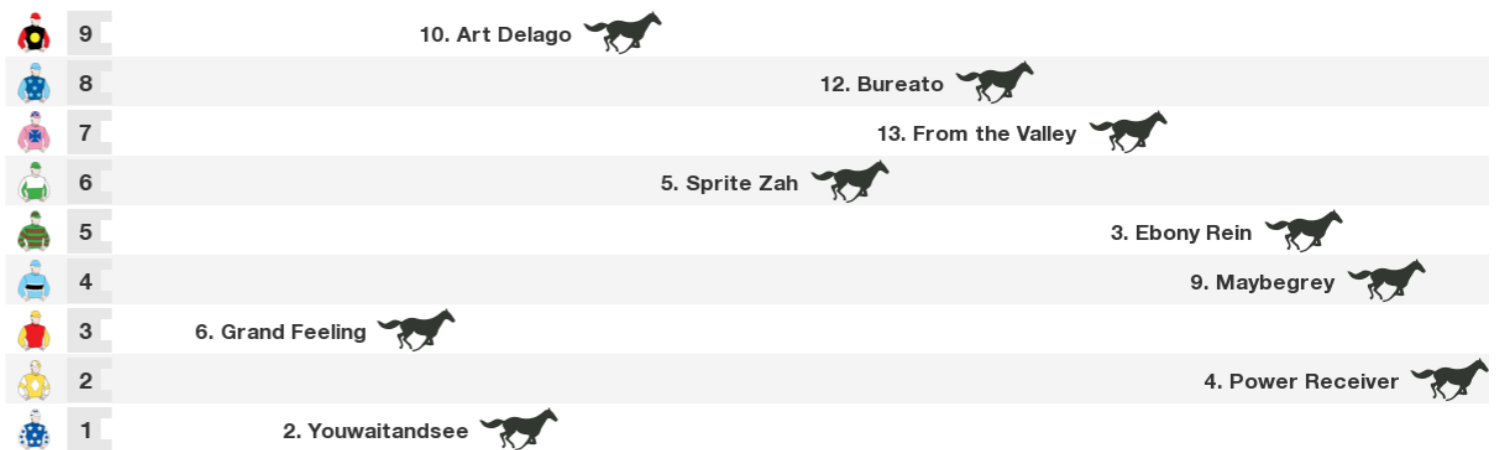 9 10. Art Delago
8 12. Bureato
7 13. From the Valley
6 5. Sprite Zah
5 3. Ebony Rein
4 9. Maybegrey
3 6. Grand Feeling
2 4. Power Receiver
1 2. Youwaitandsee